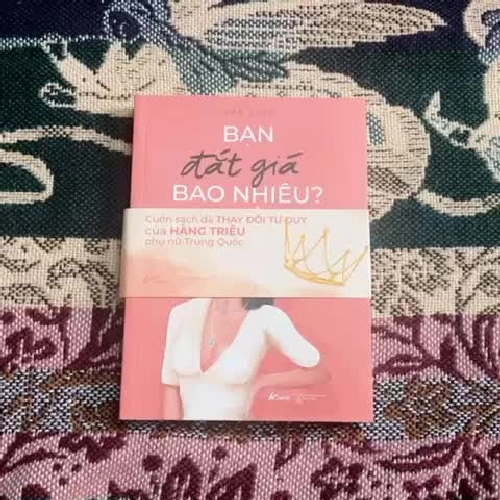 BẠN
đắt giá
BAO NHIÊU?
Cuốn sách đã THAY ĐỔI TƯ DUY
của HÀNG TRIỆU
phụ nữ Trung Quốc